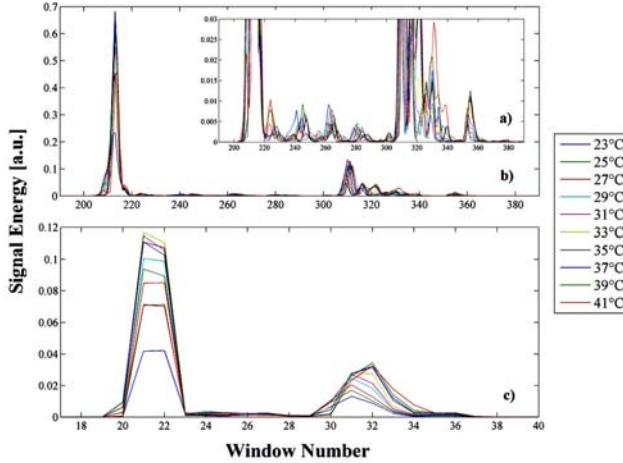 0.8
0.7
0.6
0.5
0.4
0.3
0.2
0.1
0
200 220 240 260 280 300 320 340 360 380
b)
0.03
0.025
0.02
0.015
0.01
0.005
200 220 240 260 280 300 320 340 360 380
a)
0.12
0.1
0.08
0.06
0.04
0.02
0
18 20 22 24 26 28 30 32 34 36 38 40
c)
Signal Energy [a.u.]
Window Number
23°C
25°C
27°C
29°C
31°C
33°C
35°C
37°C
39°C
41°C